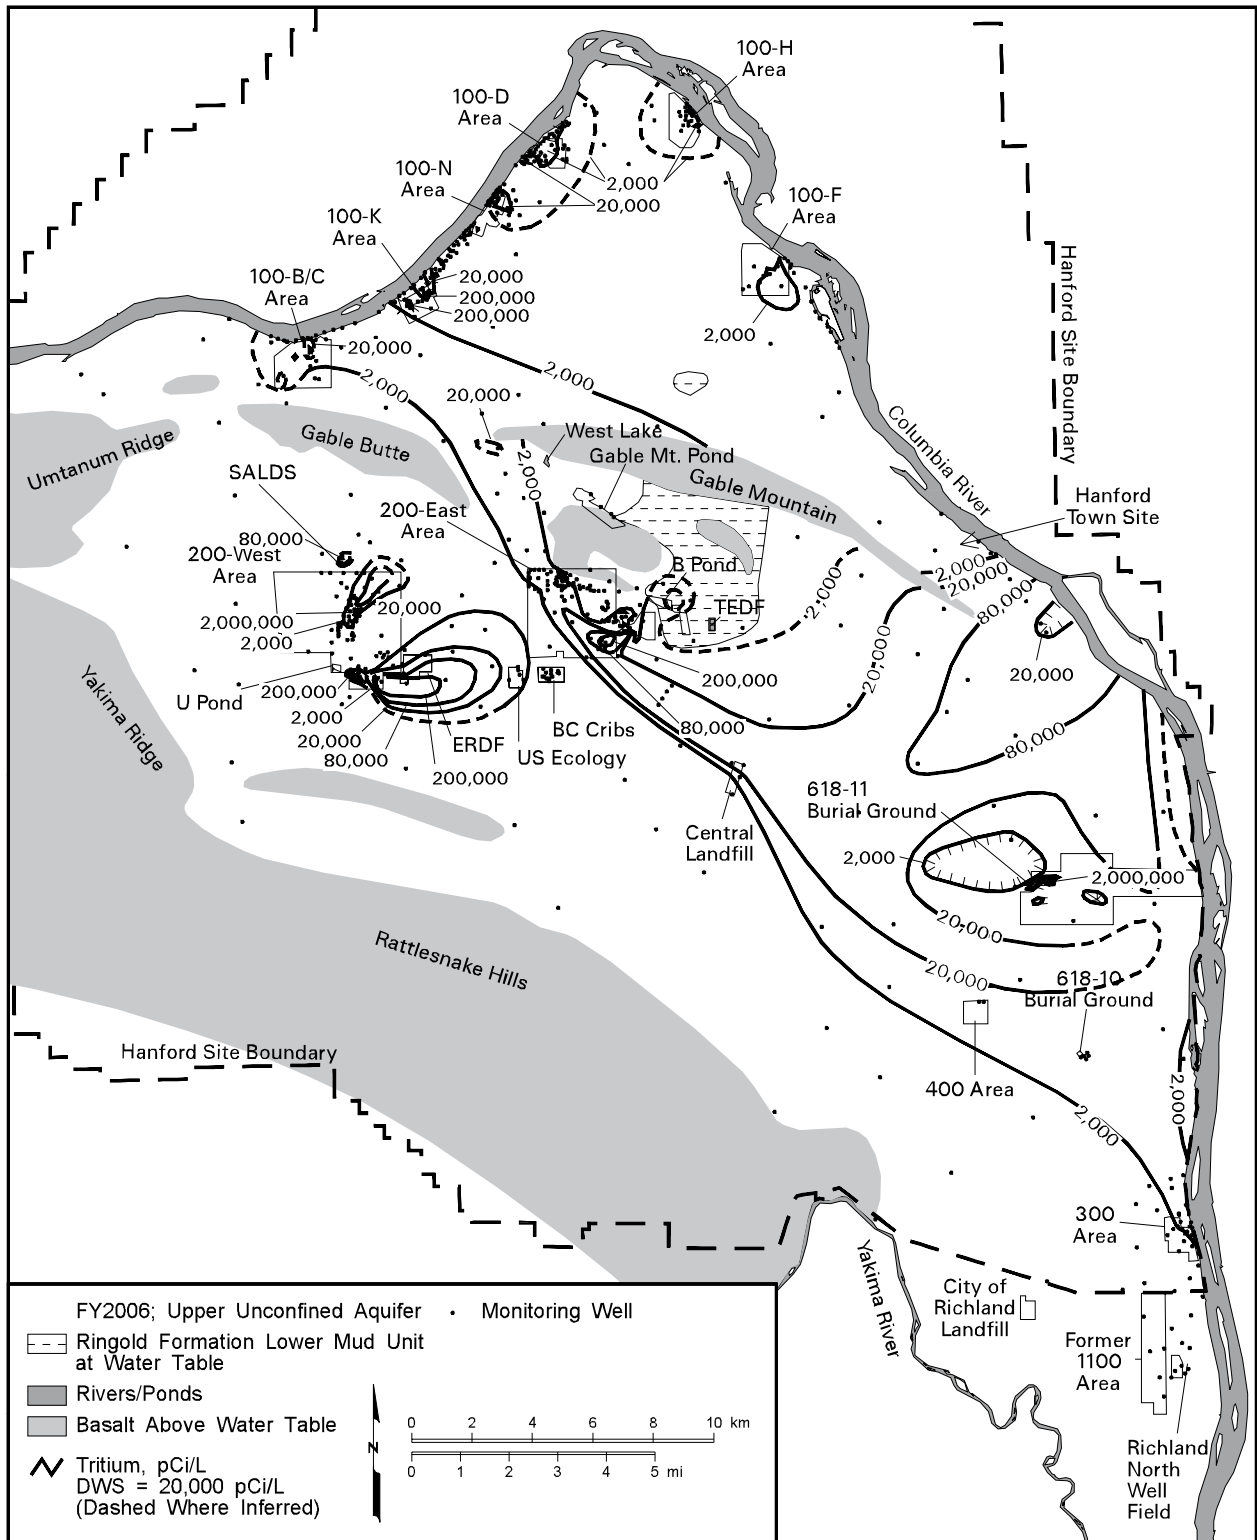 100-H
Area
100-D
Area
100-N
Area
2,000
20,000
100-F
Area
100-K
Area
100-B/C
Area
20,000
200,000
200,000
20,000
2,000
2,000
2,000
20,000
Hanford Site Boundary
Columbia River
West Lake
Gable Mt. Pond
Gable Mountain
Umtanum Ridge
Gable Butte
2,000
SALDS
200-East
Area
Hanford
Town Site
80,000
200-West
Area
B Pond
TEDF
2,000
2,000
20,000
80,000
20,000
2,000,000
2,000
20,000
20,000
200,000
U Pond
200,000
2,000
20,000
80,000
ERDF
200,000
BC Cribs
US Ecology
80,000
80,000
Yakima Ridge
618-11
Burial Ground
Central
Landfill
2,000
2,000,000
20,000
20,000
618-10
Burial Ground
Rattlesnake Hills
400 Area
Hanford Site Boundary
2,000
2,000
300
Area
Yakima River
City of
Richland
Landfill
Former
1100
Area
Richland
North
Well
Field
FY2006; Upper Unconfined Aquifer
Monitoring Well
Ringold Formation Lower Mud Unit
at Water Table
Rivers/Ponds
Basalt Above Water Table
Tritium, pCi/L
DWS = 20,000 pCi/L
(Dashed Where Inferred)
N
0 2 4 6 8 10 km
0 1 2 3 4 5 mi